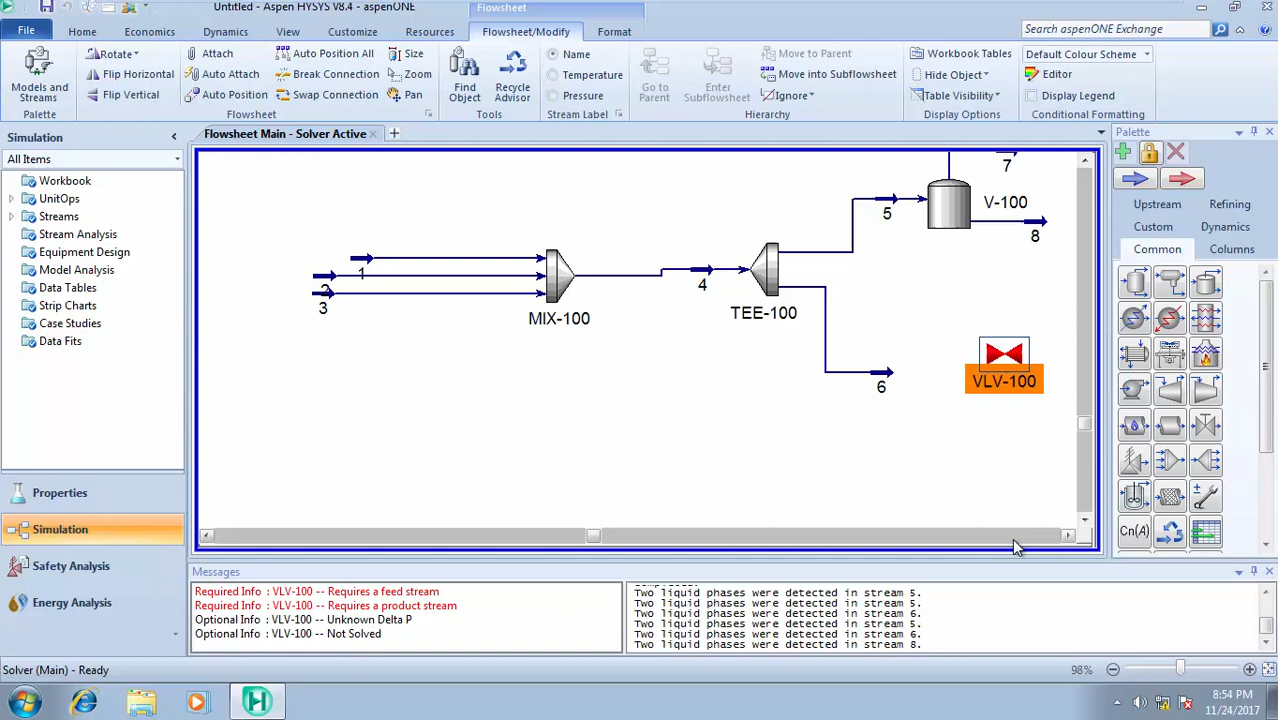 Untitled - Aspen HYSYS V8.4 - aspenONE
Flowsheet
File
Home
Economics
Dynamics
View
Customize
Resources
Flowsheet/Modify
Format
Search aspenONE Exchange
Models and Streams
Palette
Rotate
Flip Horizontal
Flip Vertical
Attach
Auto Attach
Auto Position
Auto Position All
Break Connection
Swap Connection
Size
Zoom
Pan
Flowsheet
Find Object
Recycle Advisor
Tools
Name
Temperature
Pressure
Stream Label
Go to Parent
Enter Subflowsheet
Move to Parent
Move into Subflowsheet
Ignore
Hierarchy
Workbook Tables
Hide Object
Table Visibility
Display Options
Default Colour Scheme
Editor
Display Legend
Conditional Formatting
Simulation
All Items
Workbook
UnitOps
Streams
Stream Analysis
Equipment Design
Model Analysis
Data Tables
Strip Charts
Case Studies
Data Fits
Properties
Simulation
Safety Analysis
Energy Analysis
Flowsheet Main - Solver Active
1
2
3
MIX-100
4
TEE-100
5
6
7
V-100
8
VLV-100
Palette
Upstream
Refining
Custom
Dynamics
Common
Columns
Cn(A)
Messages
Required Info : VLV-100 -- Requires a feed stream
Required Info : VLV-100 -- Requires a product stream
Optional Info : VLV-100 -- Unknown Delta P
Optional Info : VLV-100 -- Not Solved
Two liquid phases were detected in stream 5.
Two liquid phases were detected in stream 5.
Two liquid phases were detected in stream 6.
Two liquid phases were detected in stream 6.
Two liquid phases were detected in stream 8.
Solver (Main) - Ready
98%
8:54 PM
11/24/2017